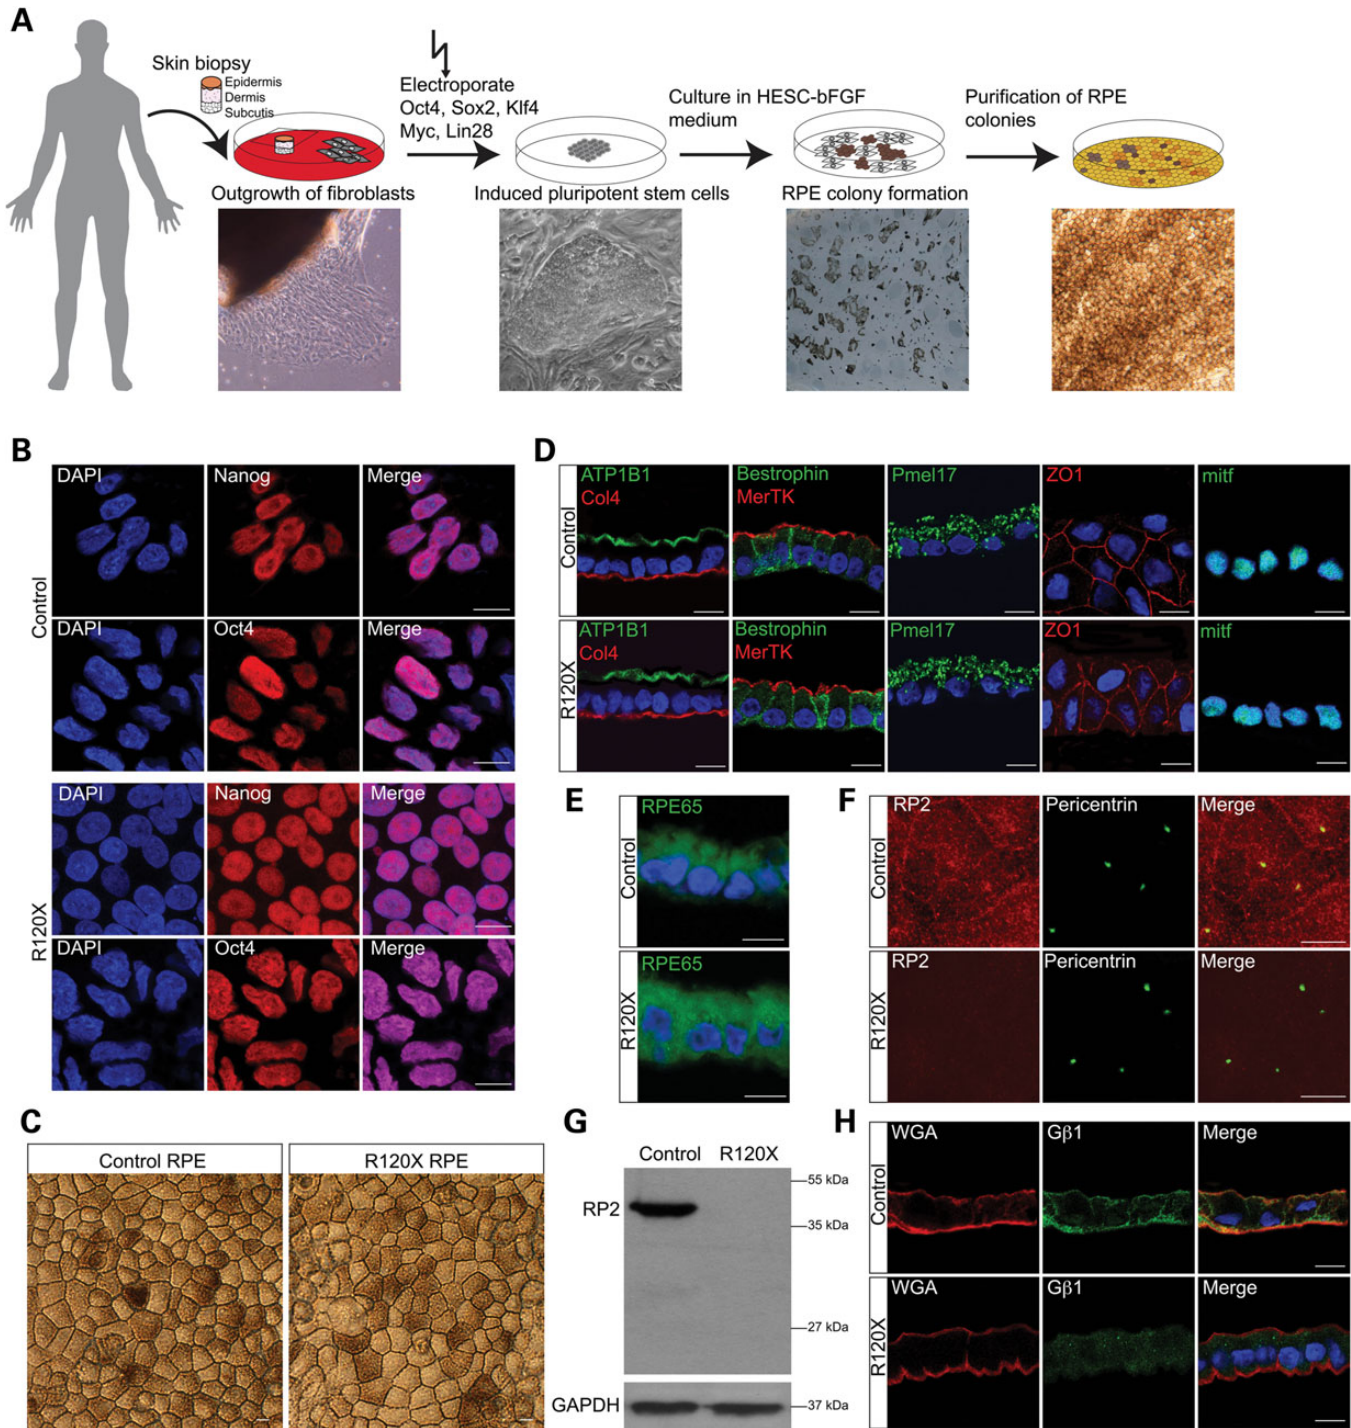 A
Skin biopsy
Epidermis
Dermis
Subcutis
Outgrowth of fibroblasts
Electroporate
Oct4, Sox2, Klf4
Myc, Lin28
Induced pluripotent stem cells
Culture in HESC-bFGF
medium
RPE colony formation
Purification of RPE
colonies
B
Control
DAPI Nanog Merge
DAPI Oct4 Merge
R120X
DAPI Nanog Merge
DAPI Oct4 Merge
C
Control RPE R120X RPE
D
Control
ATP1B1 Bestrophin Pmel17 ZO1 mitf
Col4 MerTK
R120X
ATP1B1 Bestrophin Pmel17 ZO1 mitf
Col4 MerTK
E
Control
RPE65
R120X
RPE65
F
Control
RP2 Pericentrin Merge
R120X
RP2 Pericentrin Merge
G
Control R120X
55 kDa
RP2
35 kDa
27 kDa
GAPDH 37 kDa
H
Control
WGA Gβ1 Merge
R120X
WGA Gβ1 Merge